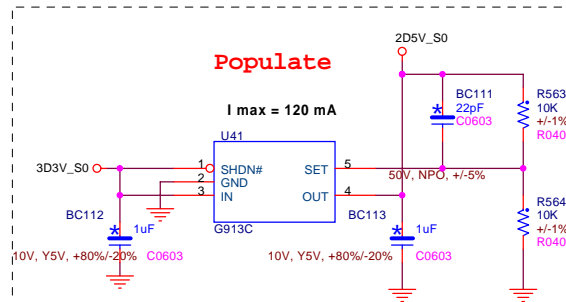 2D5V_S0
Populate
I max = 120 mA
BC111
22pF
C0603
R563
10K
+/-1%
R040
U41
3D3V_S0
1
2
3
SHDN#
GND
IN
SET
OUT
5
4
50V, NPO, +/-5%
G913C
BC112
1uF
10V, Y5V, +80%/-20%
C0603
BC113
1uF
10V, Y5V, +80%/-20%
C0603
R564
10K
+/-1%
R040